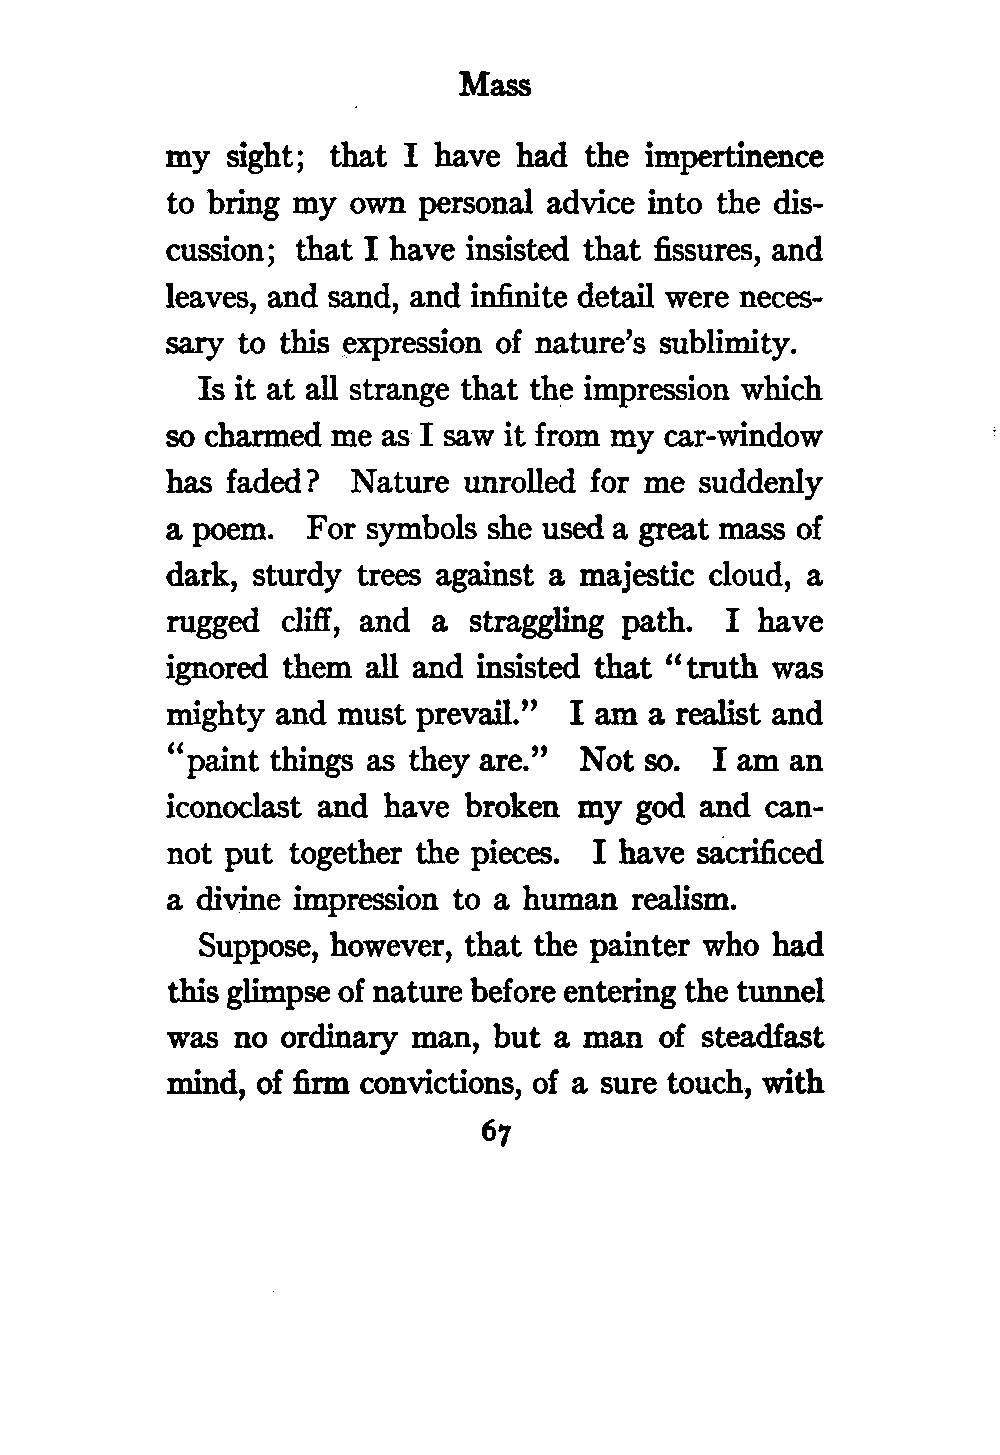 Mass
my sight; that I have had the impertinence
to bring my own personal advice into the dis-
cussion; that I have insisted that fissures, and
leaves, and sand, and infinite detail were neces-
sary to this expression of nature's sublimity.
Is it at all strange that the impression which
so charmed me as I saw it from my car-window
has faded? Nature unrolled for me suddenly
a poem. For symbols she used a great mass of
dark, sturdy trees against a majestic cloud, a
rugged cliff, and a straggling path. I have
ignored them all and insisted that “truth was
mighty and must prevail.” I am a realist and
“paint things as they are.” Not so. I am an
iconoclast and have broken my god and can-
not put together the pieces. I have sacrificed
a divine impression to a human realism.
Suppose, however, that the painter who had
this glimpse of nature before entering the tunnel
was no ordinary man, but a man of steadfast
mind, of firm convictions, of a sure touch, with
67